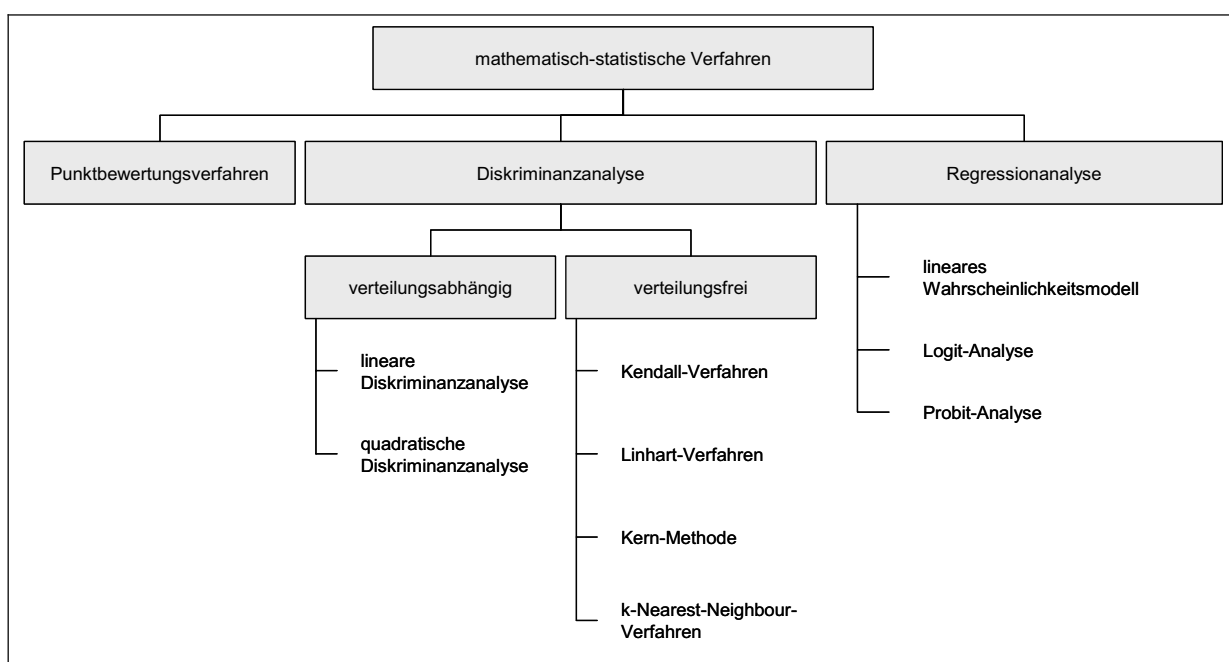 mathematisch-statistische Verfahren
Punktbewertungsverfahren
Diskriminanzanalyse
Regressionanalyse
verteilungsabhängig
verteilungsfrei
lineare
Diskriminanzanalyse
quadratische
Diskriminanzanalyse
Kendall-Verfahren
Linhart-Verfahren
Kern-Methode
k-Nearest-Neighbour-
Verfahren
lineares
Wahrscheinlichkeitsmodell
Logit-Analyse
Probit-Analyse